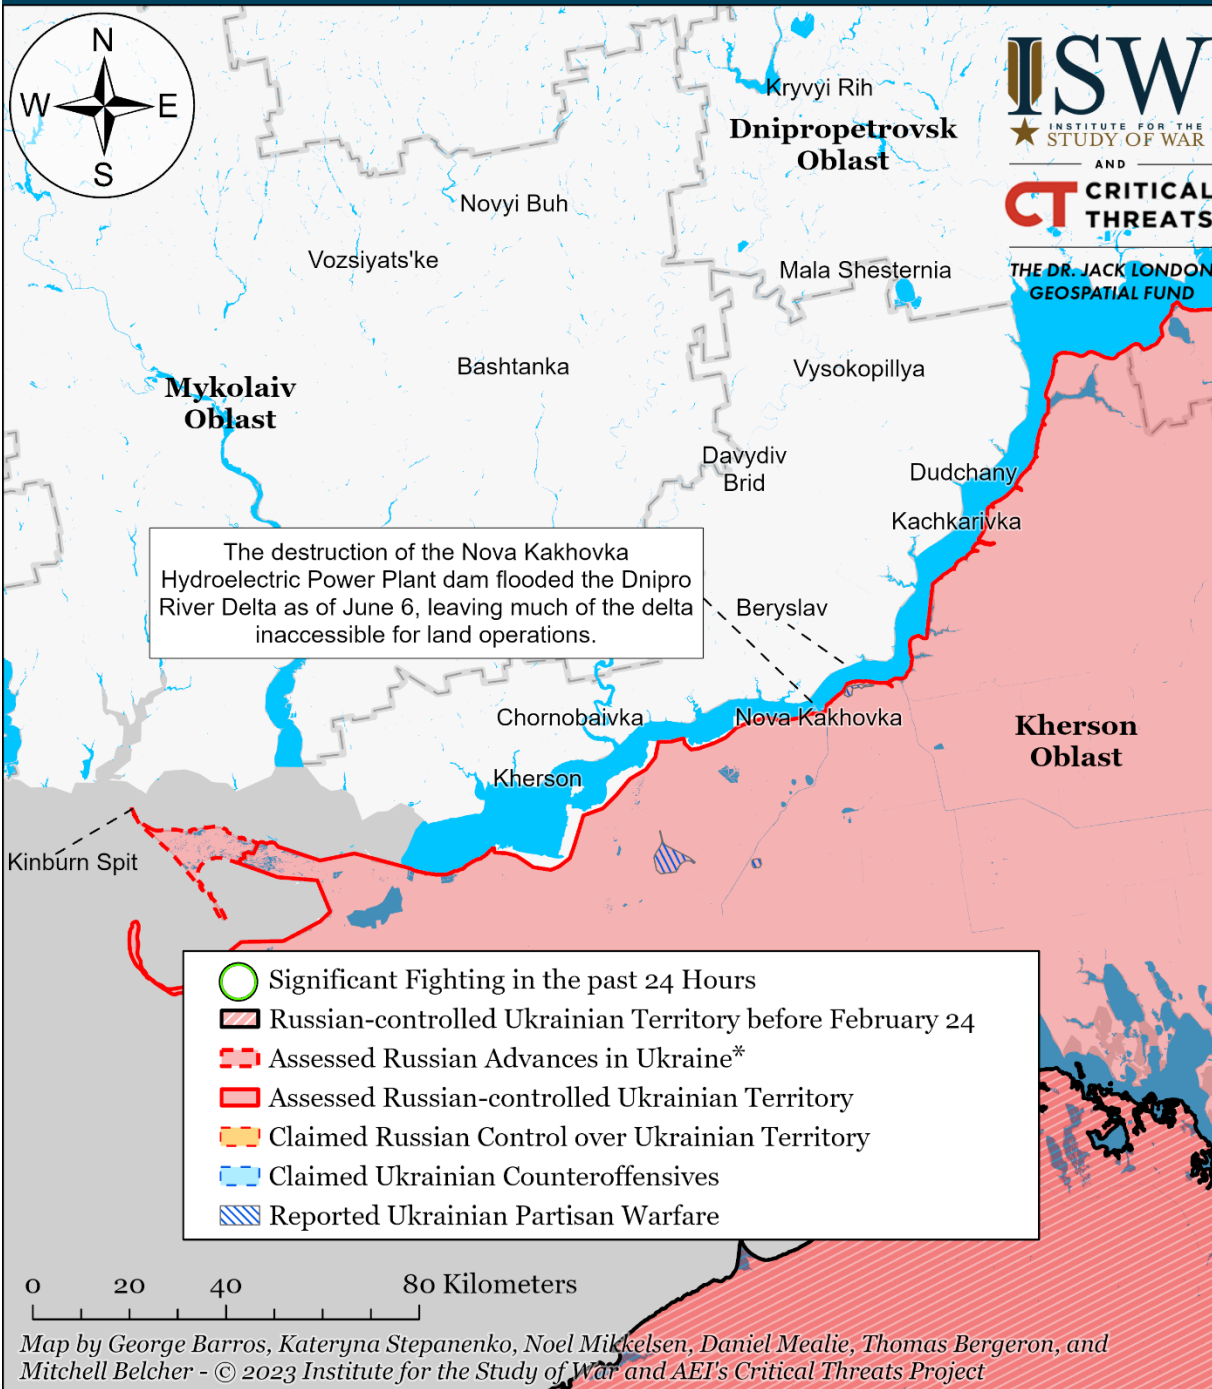 N
W
E
S
ISW
INSTITUTE FOR THE
STUDY OF WAR
AND
CT CRITICAL
THREATS
THE DR. JACK LONDON
GEOSPATIAL FUND
Kryvyi Rih
Dnipropetrovsk
Oblast
Novyi Buh
Vozsiyats'ke
Mala Shesternia
Bashtanka
Vysokopillya
Mykolaiv
Oblast
Davydiv
Brid
Dudchany
Kachkarivka
The destruction of the Nova Kakhovka
Hydroelectric Power Plant dam flooded the Dnipro
River Delta as of June 6, leaving much of the delta
inaccessible for land operations.
Beryslav
Chornobaivka
Nova Kakhovka
Kherson
Oblast
Kherson
Kinburn Spit
Significant Fighting in the past 24 Hours
Russian-controlled Ukrainian Territory before February 24
Assessed Russian Advances in Ukraine*
Assessed Russian-controlled Ukrainian Territory
Claimed Russian Control over Ukrainian Territory
Claimed Ukrainian Counteroffensives
Reported Ukrainian Partisan Warfare
0 20 40 80 Kilometers
Map by George Barros, Kateryna Stepanenko, Noel Mikkelsen, Daniel Mealie, Thomas Bergeron, and
Mitchell Belcher - © 2023 Institute for the Study of War and AEI's Critical Threats Project